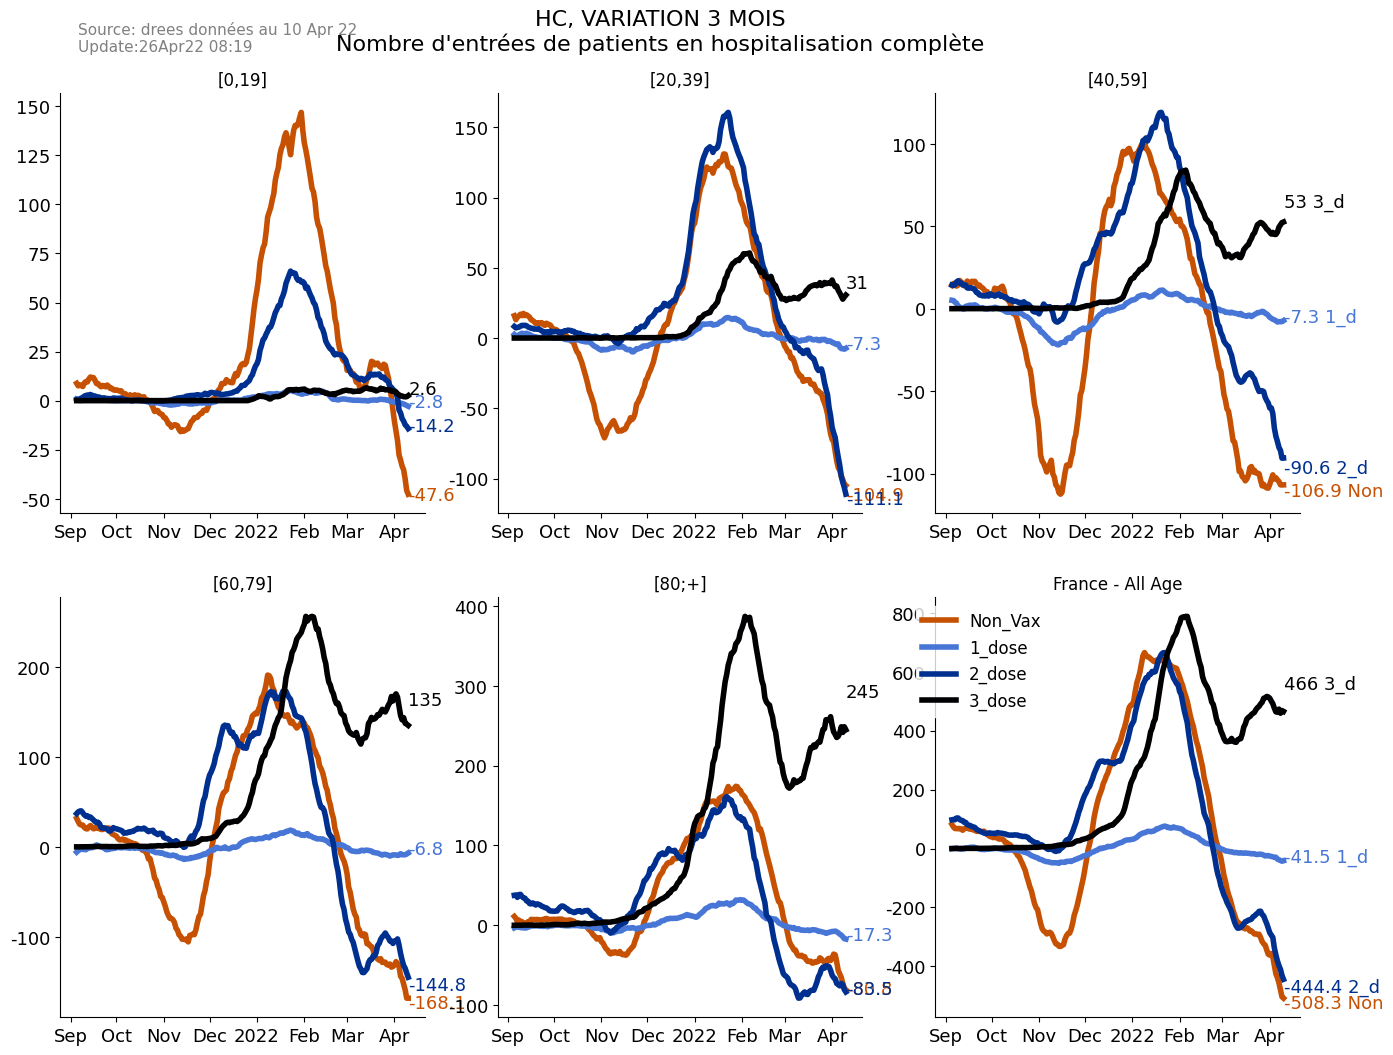 HC, VARIATION 3 MOIS
Source: drees données au 10 Apr 22
Nombre d'entrées de patients en hospitalisation complète
Update:26Apr22 08:19
[0,19]
150
125
100
75
50
25
0
-25
-50
2.6
-2.8
-14.2
-47.6
Sep Oct Nov Dec 2022 Feb Mar Apr
[20,39]
150
100
50
0
-50
-100
31
-7.3
-104.9
-111.1
Sep Oct Nov Dec 2022 Feb Mar Apr
[40,59]
100
50
0
-50
-100
53 3_d
-7.3 1_d
-90.6 2_d
-106.9 Non
Sep Oct Nov Dec 2022 Feb Mar Apr
[60,79]
200
100
0
-100
135
-6.8
-144.8
-168.1
Sep Oct Nov Dec 2022 Feb Mar Apr
[80;+]
400
300
200
100
0
-100
245
-17.3
Sep Oct Nov Dec 2022 Feb Mar Apr
France - All Age
800
600
400
200
0
-200
-400
Non_Vax
1_dose
2_dose
3_dose
466 3_d
-41.5 1_d
-444.4 2_d
-508.3 Non
Sep Oct Nov Dec 2022 Feb Mar Apr